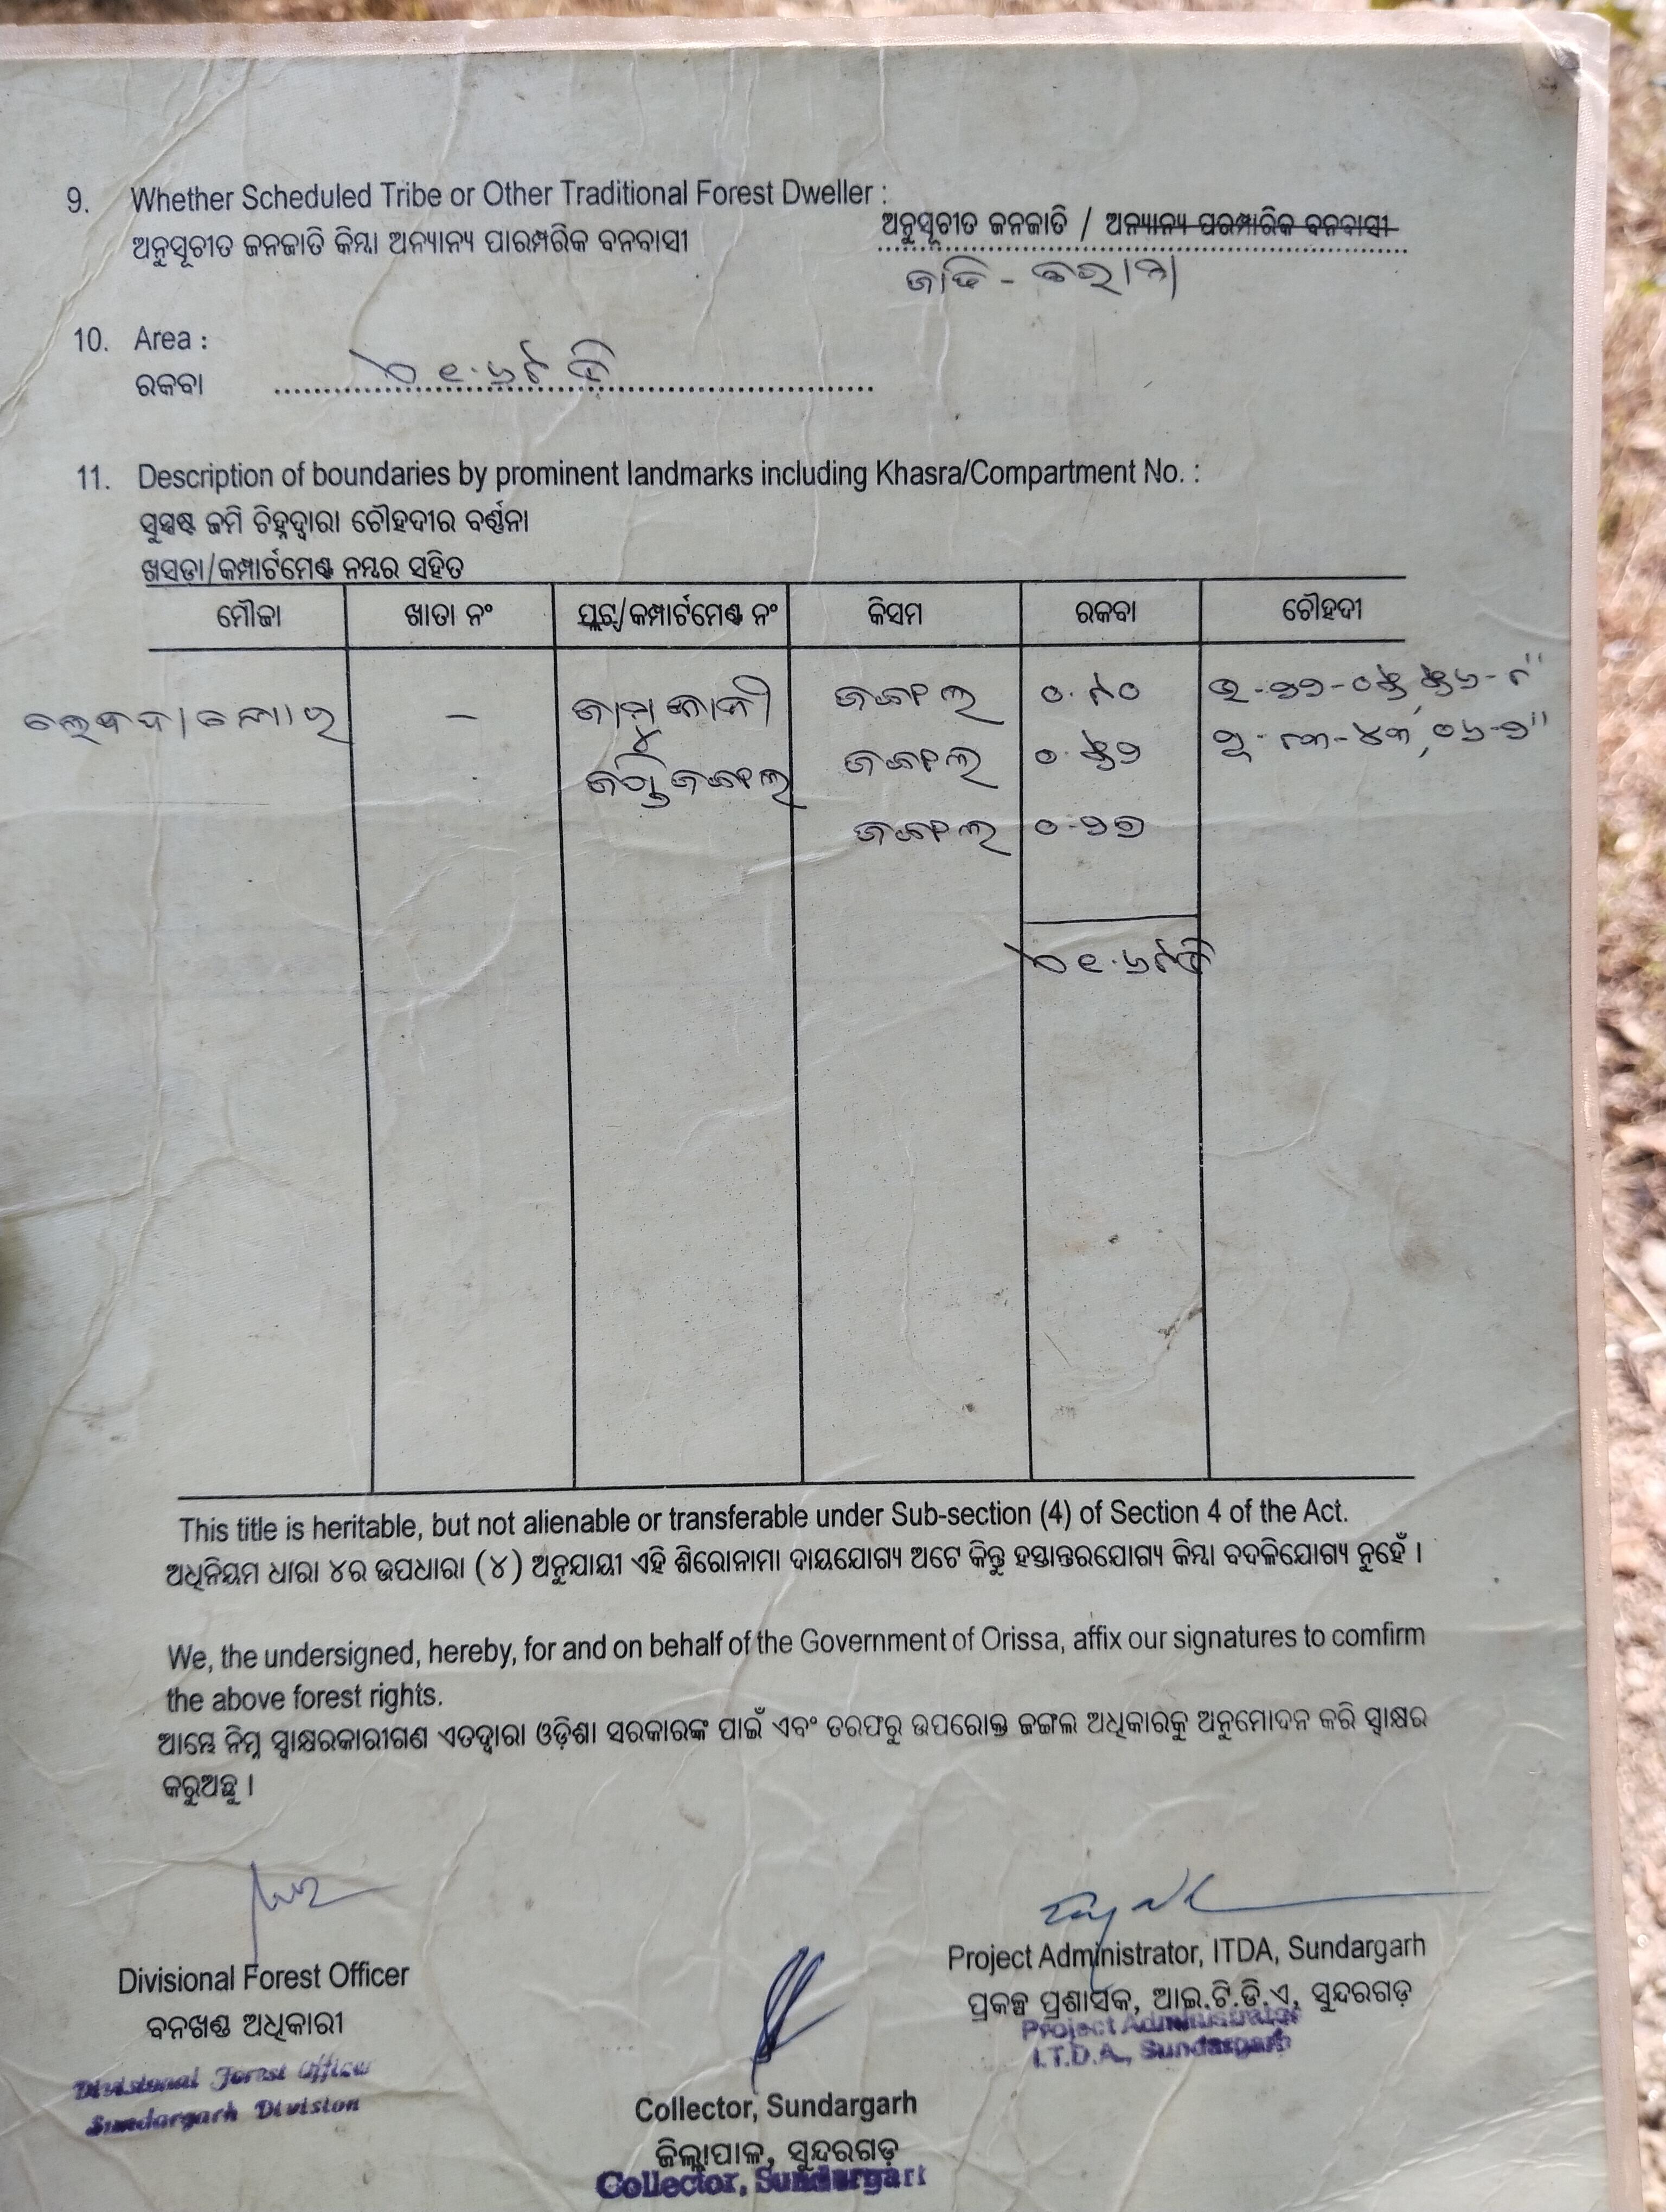 9. Whether Scheduled Tribe or Other Traditional Forest Dweller :
ଅନୁସୂଚୀତ ଜନଜାତି / ଅନ୍ୟାନ୍ୟ ପରମ୍ପାରିକ ବନବାସୀ
ଅନୁସୂଚୀତ ଜନଜାତି କିମ୍ବା ଅନ୍ୟାନ୍ୟ ପାରମ୍ପରିକ ବନବାସୀ
ଜାତି -
10. Area :
ରକବା
11. Description of boundaries by prominent landmarks including Khasra/Compartment No. :
ସୁସ୍ପଷ୍ଟ ଜମି ଚିହ୍ନଦ୍ୱାରା ଚୌହଦୀର ବର୍ଣ୍ଣନା
ଖସଡ଼ା/କମ୍ପାର୍ଟମେଣ୍ଟ ନମ୍ବର ସହିତ
ମୌଜା ଖାତା ନଂ ପ୍ଲଟ୍/କମ୍ପାର୍ଟମେଣ୍ଟ ନଂ କିସମ ରକବା ଚୌହଦୀ
– ଜଙ୍ଗଲ ୦.୫୦
ଜଙ୍ଗଲ
ଜଙ୍ଗଲ
This title is heritable, but not alienable or transferable under Sub-section (4) of Section 4 of the Act.
ଅଧିନିୟମ ଧାରା ୪ର ଉପଧାରା (୪) ଅନୁଯାୟୀ ଏହି ଶିରୋନାମା ଦାୟଯୋଗ୍ୟ ଅଟେ କିନ୍ତୁ ହସ୍ତାନ୍ତରଯୋଗ୍ୟ କିମ୍ବା ବଦଳିଯୋଗ୍ୟ ନୁହେଁ ।
We, the undersigned, hereby, for and on behalf of the Government of Orissa, affix our signatures to comfirm
the above forest rights.
ଆମ୍ଭେ ନିମ୍ନ ସ୍ୱାକ୍ଷରକାରୀଗଣ ଏତଦ୍ୱାରା ଓଡ଼ିଶା ସରକାରଙ୍କ ପାଇଁ ଏବଂ ତରଫରୁ ଉପରୋକ୍ତ ଜଙ୍ଗଲ ଅଧିକାରକୁ ଅନୁମୋଦନ କରି ସ୍ୱାକ୍ଷର
କରୁଅଛୁ ।
Project Administrator, ITDA, Sundargarh
Divisional Forest Officer
ପ୍ରକଳ୍ପ ପ୍ରଶାସକ, ଆଇ.ଟି.ଡି.ଏ, ସୁନ୍ଦରଗଡ଼
ବନଖଣ୍ଡ ଅଧିକାରୀ
Project Administrator
I.T.D.A., Sundargarh
Divisional Forest Officer
Sundargarh Division
Collector, Sundargarh
ଜିଲ୍ଲାପାଳ, ସୁନ୍ଦରଗଡ଼
Collector, Sundargarh